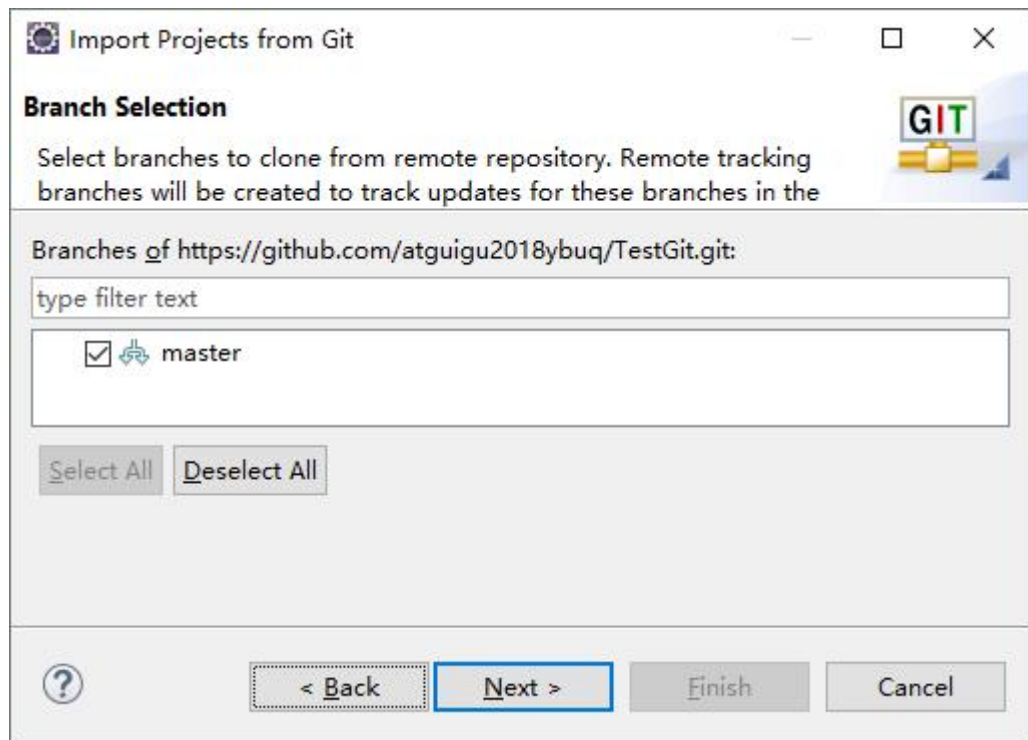 Import Projects from Git
Branch Selection
GIT
Select branches to clone from remote repository. Remote tracking
branches will be created to track updates for these branches in the
Branches of https://github.com/atguigu2018ybuq/TestGit.git:
type filter text
master
Select All Deselect All
? < Back Next > Finish Cancel